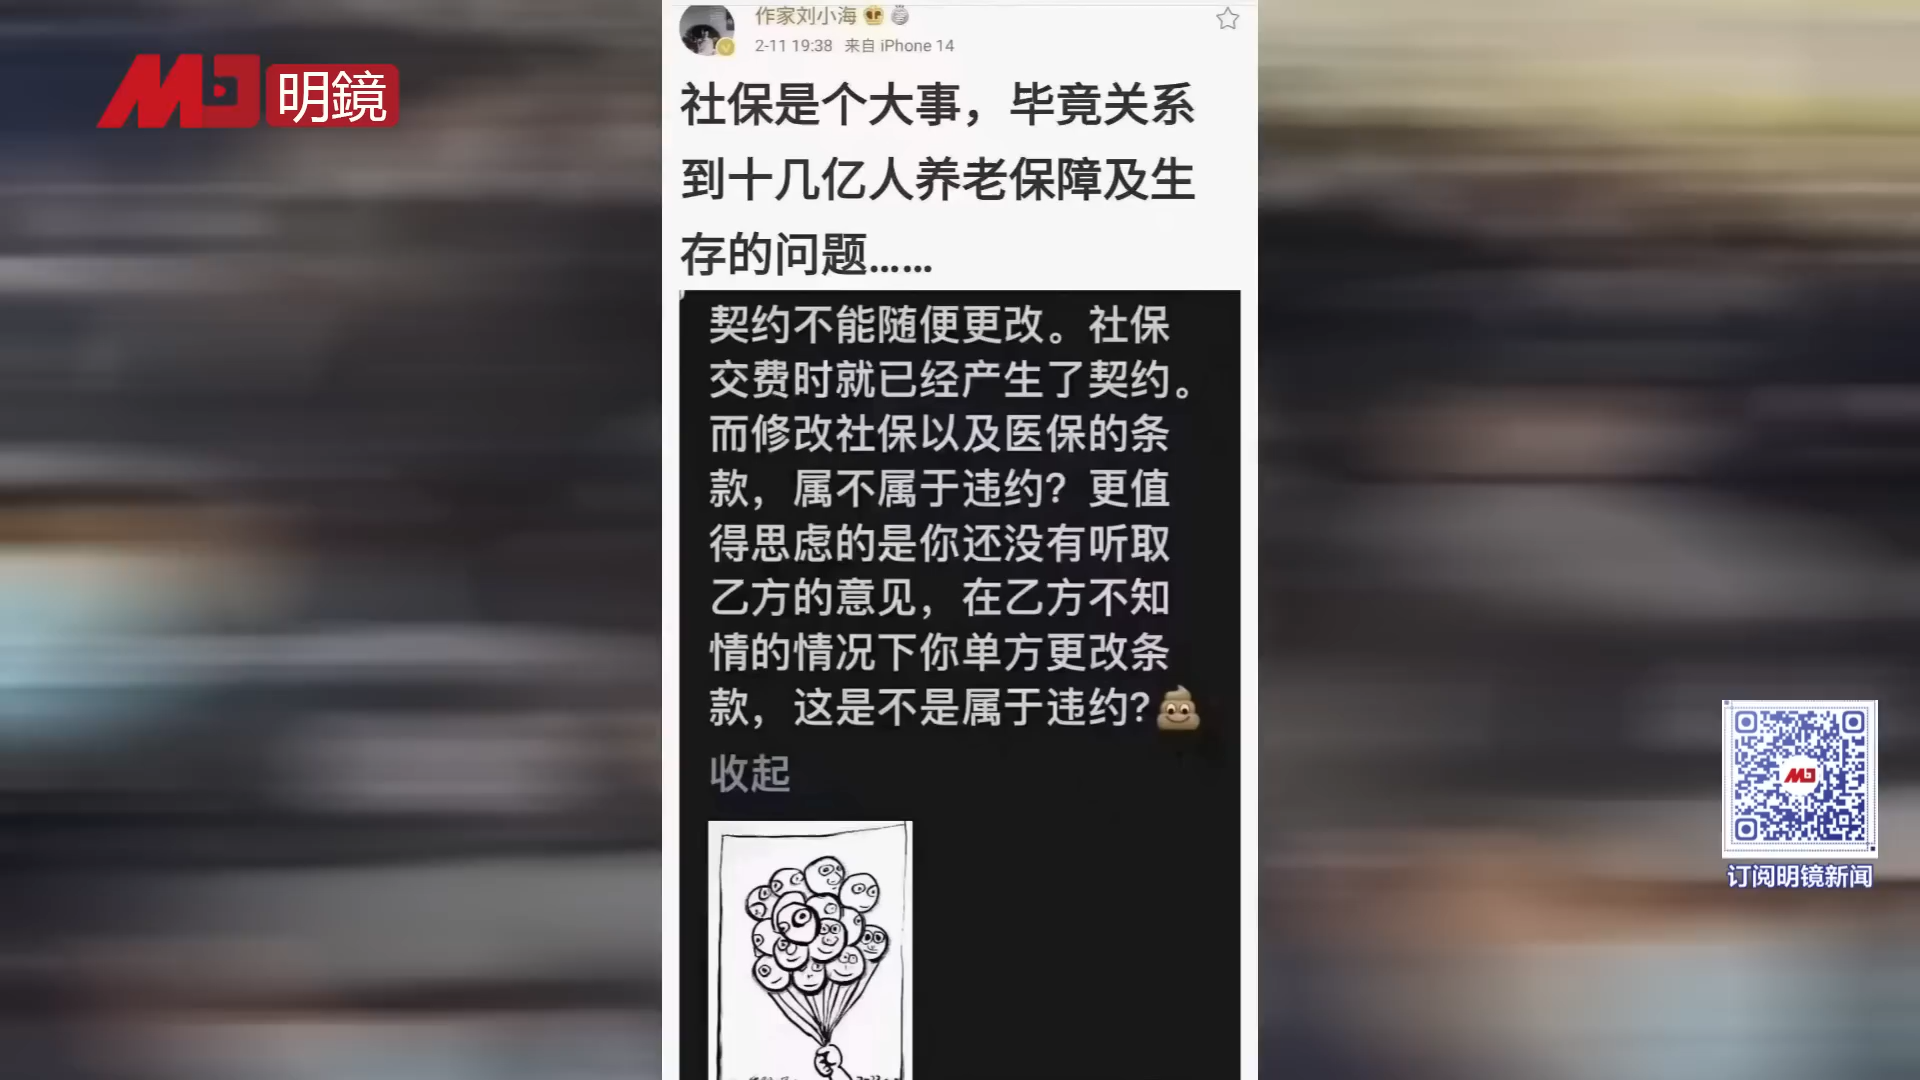 明鏡
作家刘小海
2-11 19:38 来自 iPhone 14
社保是个大事，毕竟关系
到十几亿人养老保障及生
存的问题......
契约不能随便更改。社保
交费时就已经产生了契约。
而修改社保以及医保的条
款，属不属于违约？更值
得思虑的是你还没有听取
乙方的意见，在乙方不知
情的情况下你单方更改条
款，这是不是属于违约？💩
收起
订阅明镜新闻